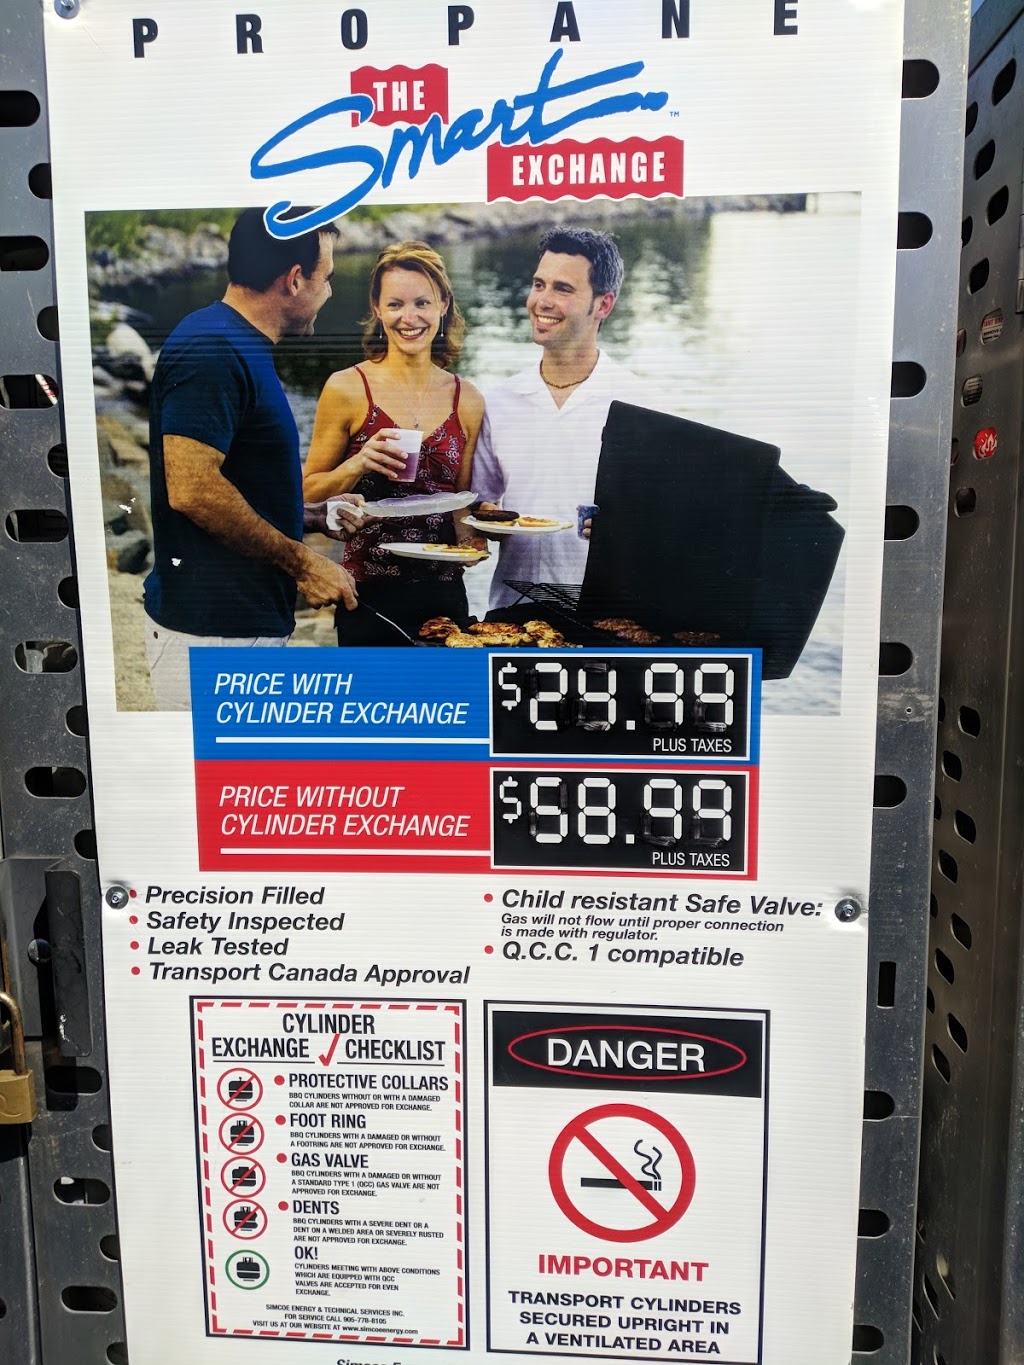 PROPANE
THE
Smart™
EXCHANGE
PRICE WITH
CYLINDER EXCHANGE
$24.99
PLUS TAXES
PRICE WITHOUT
CYLINDER EXCHANGE
$58.99
PLUS TAXES
• Precision Filled
• Safety Inspected
• Leak Tested
• Transport Canada Approval
• Child resistant Safe Valve:
Gas will not flow until proper connection
is made with regulator.
• Q.C.C. 1 compatible
CYLINDER
EXCHANGE ✓ CHECKLIST
• PROTECTIVE COLLARS
BBQ CYLINDERS WITHOUT OR WITH A DAMAGED
COLLAR ARE NOT APPROVED FOR EXCHANGE.
• FOOT RING
BBQ CYLINDERS WITH A DAMAGED OR WITHOUT
A FOOTRING ARE NOT APPROVED FOR EXCHANGE.
• GAS VALVE
BBQ CYLINDERS WITH A DAMAGED OR WITHOUT
A STANDARD TYPE 1 (QCC) GAS VALVE ARE NOT
APPROVED FOR EXCHANGE.
• DENTS
BBQ CYLINDERS WITH A SEVERE DENT OR A
DENT ON A WELDED AREA OR SEVERELY RUSTED
ARE NOT APPROVED FOR EXCHANGE.
OK!
CYLINDERS MEETING WITH ABOVE CONDITIONS
WHICH ARE EQUIPPED WITH QCC
VALVES ARE ACCEPTED FOR EVEN
EXCHANGE.
SIMCOE ENERGY & TECHNICAL SERVICES INC.
FOR SERVICE CALL 905-778-8105
VISIT US AT OUR WEBSITE AT www.simcoeenergy.com
DANGER
IMPORTANT
TRANSPORT CYLINDERS
SECURED UPRIGHT IN
A VENTILATED AREA